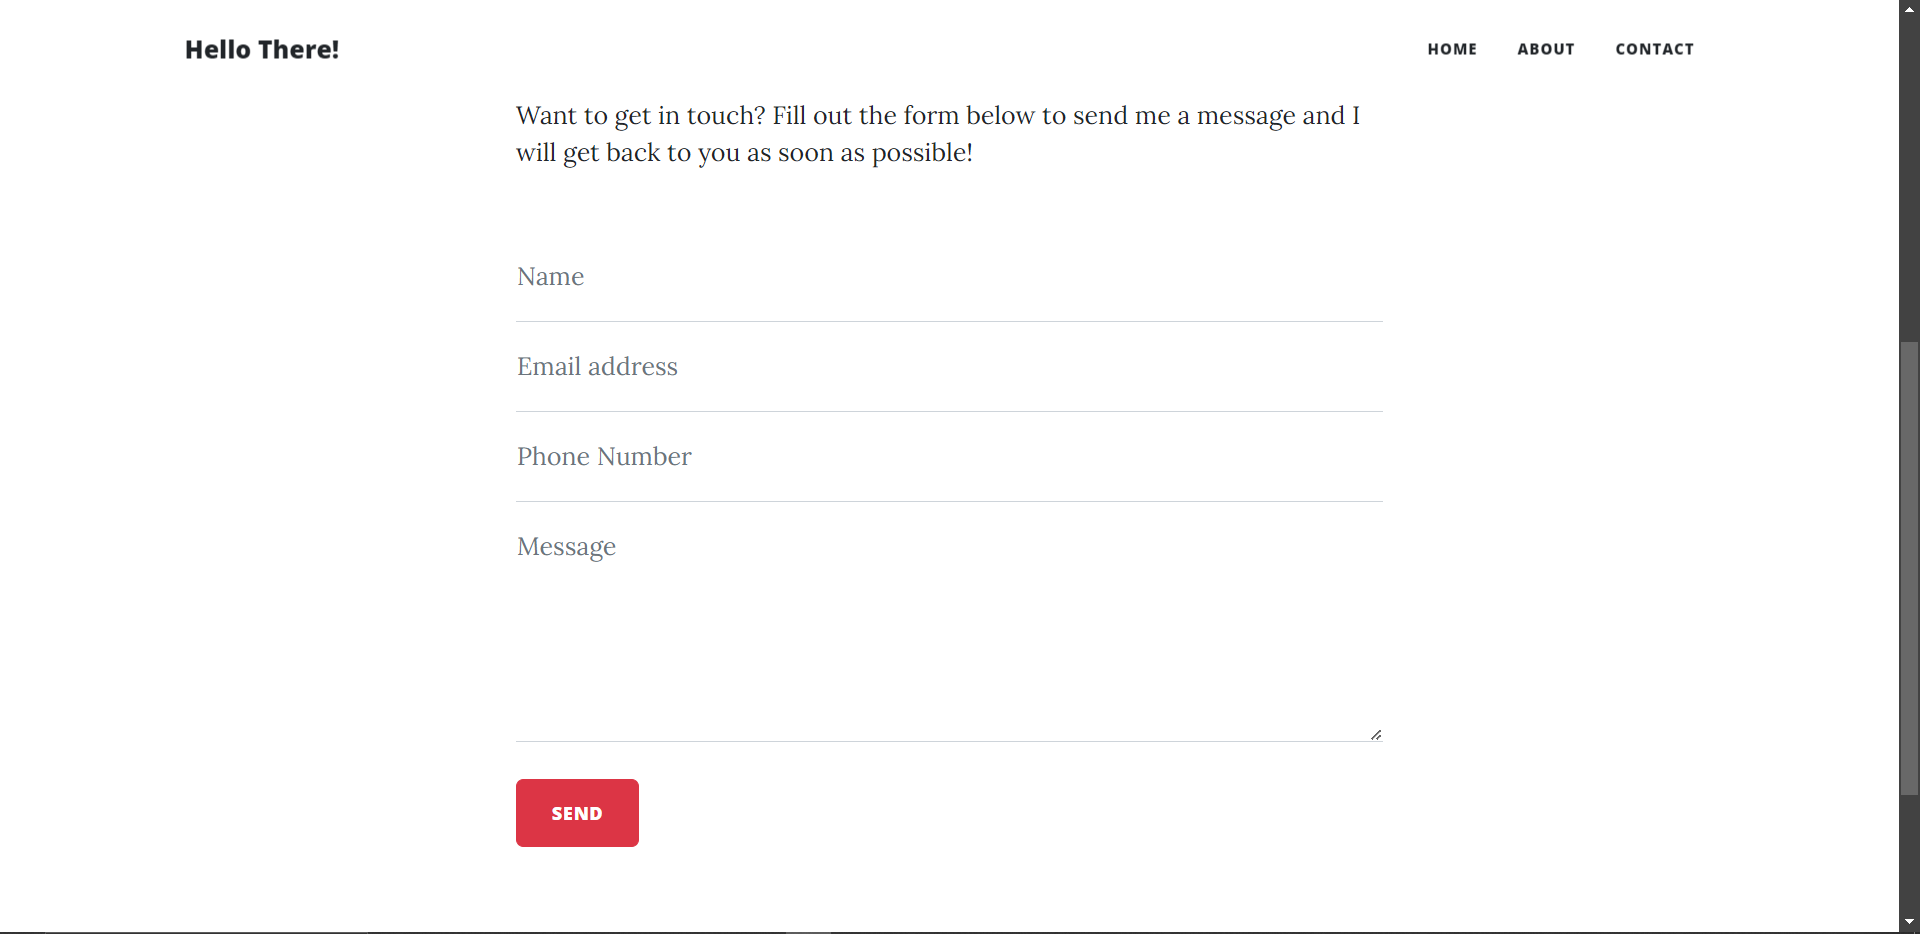 Hello There!
HOME ABOUT CONTACT
Want to get in touch? Fill out the form below to send me a message and I
will get back to you as soon as possible!
Name
Email address
Phone Number
Message
SEND